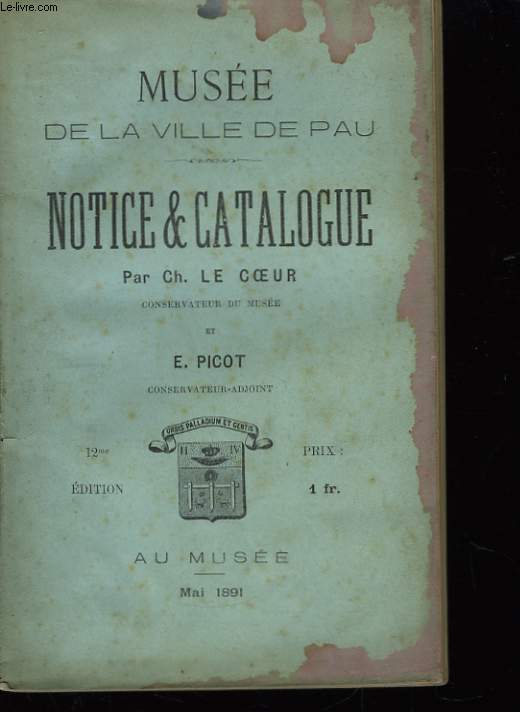 Le-livre.com
MUSÉE
DE LA VILLE DE PAU
NOTICE & CATALOGUE
Par Ch. LE CŒUR
CONSERVATEUR DU MUSÉE
ET
E. PICOT
CONSERVATEUR-ADJOINT
URBIS PALLADIUM ET GENTIS
H IV
P
12me
ÉDITION
PRIX :
1 fr.
AU MUSÉE
Mai 1891